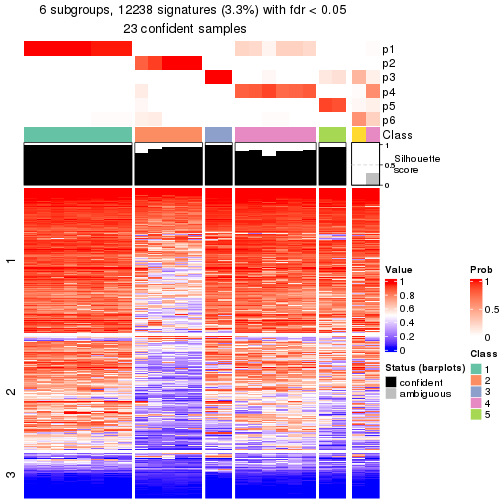 6 subgroups, 12238 signatures (3.3%) with fdr < 0.05
23 confident samples
p1
p2
p3
p4
p5
p6
Class
1
0.5
0
Silhouette
score
1
2
3
Value
1
0.8
0.6
0.4
0.2
0
Status (barplots)
confident
ambiguous
Prob
1
0.5
0
Class
1
2
3
4
5